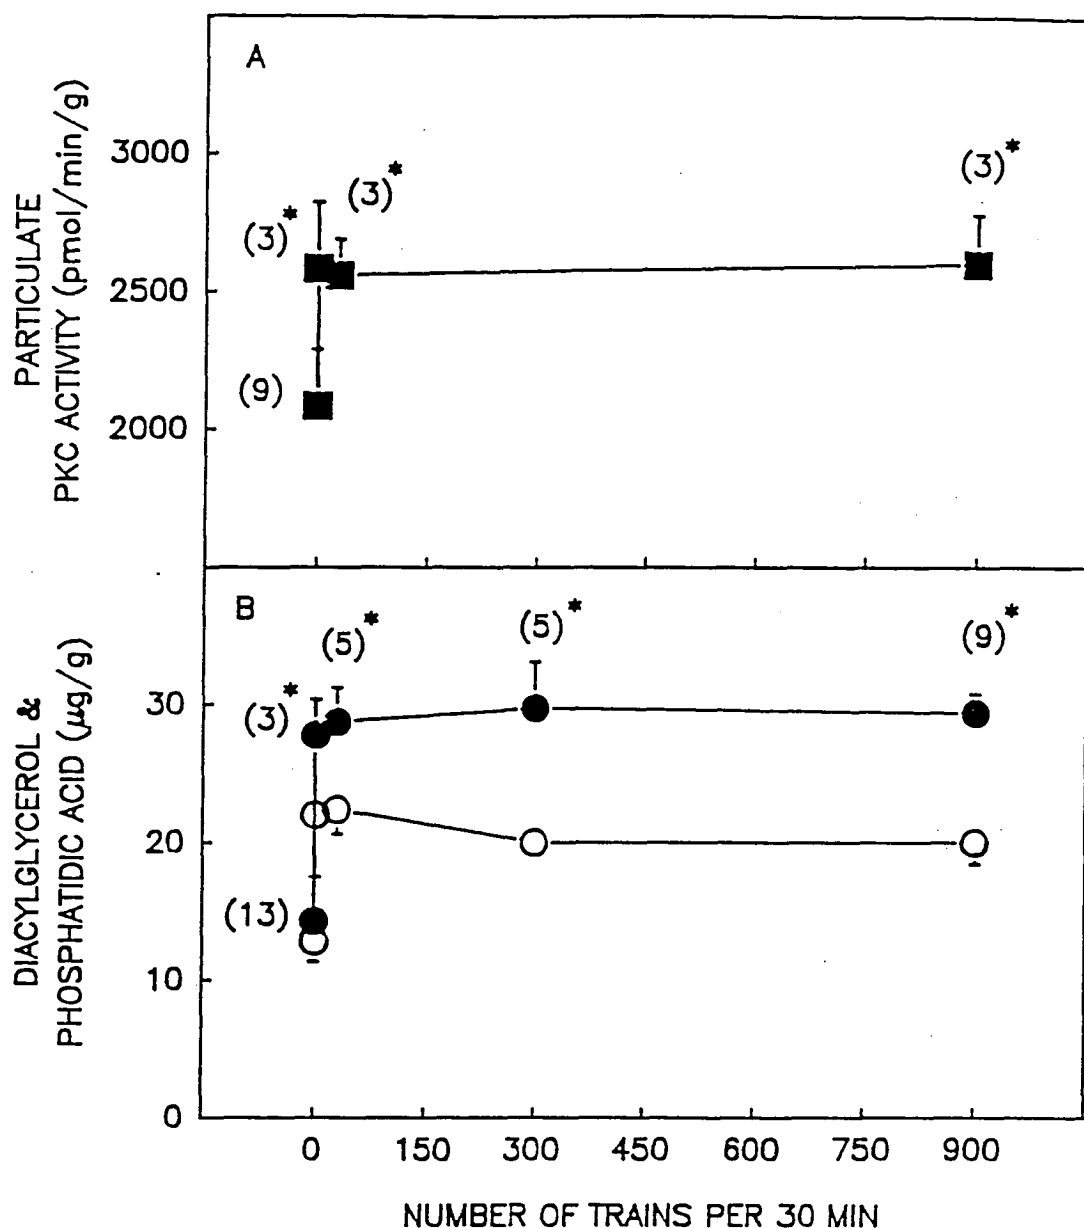 A
PARTICULATE
PKC ACTIVITY (pmol/min/g)
3000
2500
2000
(3)*
(3)*
(3)*
(9)
B
DIACYLGLYCEROL &
PHOSPHATIDIC ACID (μg/g)
30
20
10
0
(3)*
(5)*
(5)*
(9)*
(13)
0 150 300 450 600 750 900
NUMBER OF TRAINS PER 30 MIN